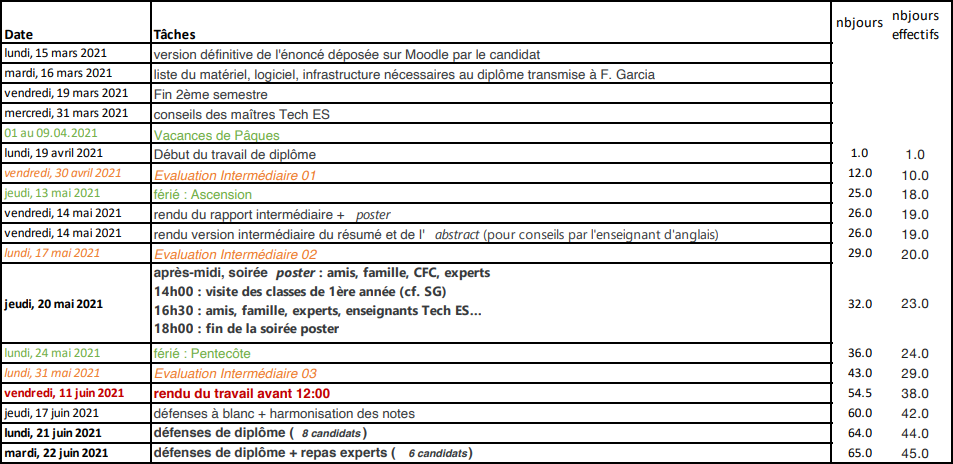 Date Tâches nbjours nbjours effectifs
lundi, 15 mars 2021 version définitive de l'énoncé déposée sur Moodle par le candidat
mardi, 16 mars 2021 liste du matériel, logiciel, infrastructure nécessaires au diplôme transmise à F. Garcia
vendredi, 19 mars 2021 Fin 2ème semestre
mercredi, 31 mars 2021 conseils des maîtres Tech ES
01 au 09.04.2021 Vacances de Pâques
lundi, 19 avril 2021 Début du travail de diplôme 1.0 1.0
vendredi, 30 avril 2021 Evaluation Intermédiaire 01 12.0 10.0
jeudi, 13 mai 2021 férié : Ascension 25.0 18.0
vendredi, 14 mai 2021 rendu du rapport intermédiaire + poster 26.0 19.0
vendredi, 14 mai 2021 rendu version intermédiaire du résumé et de l' abstract (pour conseils par l'enseignant d'anglais) 26.0 19.0
lundi, 17 mai 2021 Evaluation Intermédiaire 02 29.0 20.0
jeudi, 20 mai 2021 après-midi, soirée poster : amis, famille, CFC, experts
14h00 : visite des classes de 1ère année (cf. SG)
16h30 : amis, famille, experts, enseignants Tech ES...
18h00 : fin de la soirée poster
32.0 23.0
lundi, 24 mai 2021 férié : Pentecôte 36.0 24.0
lundi, 31 mai 2021 Evaluation Intermédiaire 03 43.0 29.0
vendredi, 11 juin 2021 rendu du travail avant 12:00 54.5 38.0
jeudi, 17 juin 2021 défenses à blanc + harmonisation des notes 60.0 42.0
lundi, 21 juin 2021 défenses de diplôme ( 8 candidats ) 64.0 44.0
mardi, 22 juin 2021 défenses de diplôme + repas experts ( 6 candidats ) 65.0 45.0